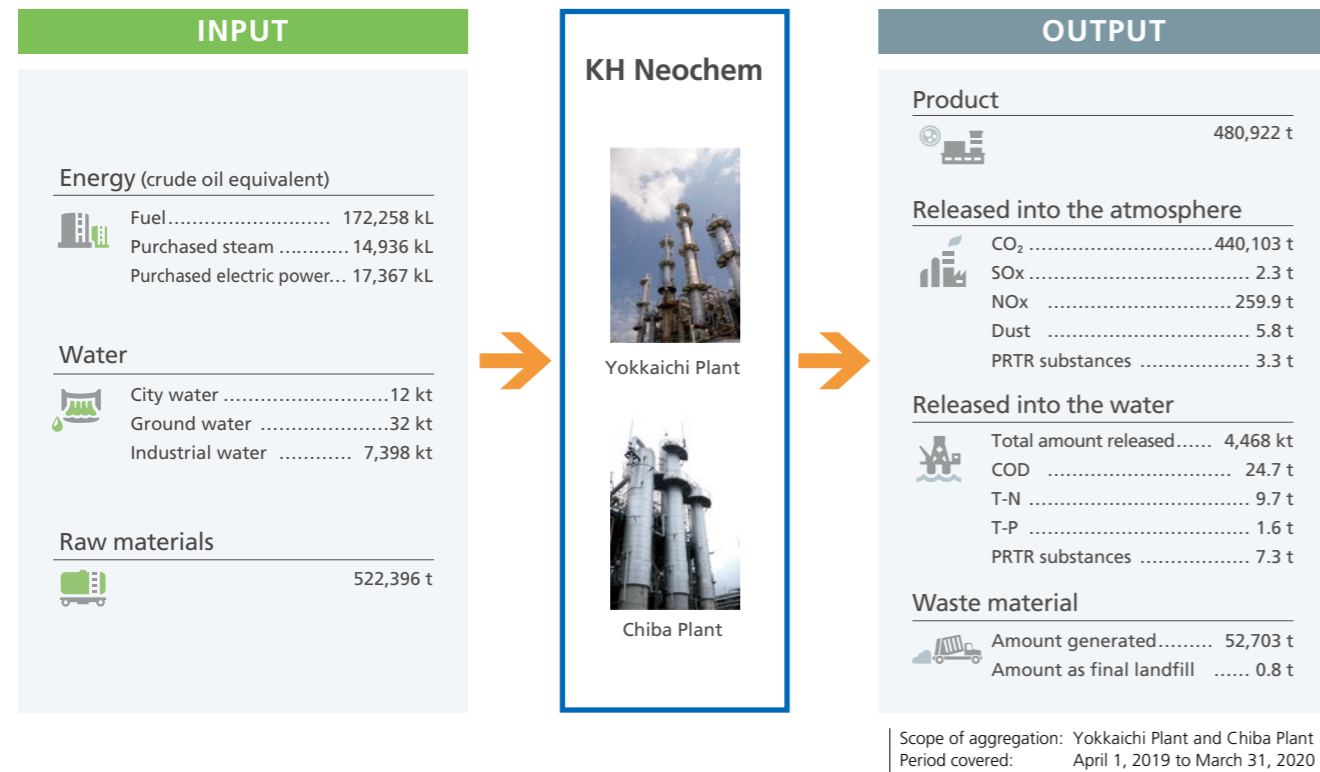 INPUT
Energy (crude oil equivalent)
Fuel........................... 172,258 kL
Purchased steam ............ 14,936 kL
Purchased electric power... 17,367 kL
Water
City water ............................12 kt
Ground water .....................32 kt
Industrial water ............ 7,398 kt
Raw materials
522,396 t
KH Neochem
Yokkaichi Plant
Chiba Plant
OUTPUT
Product
480,922 t
Released into the atmosphere
CO₂ ...............................440,103 t
SOx ..................................... 2.3 t
NOx ............................... 259.9 t
Dust .................................. 5.8 t
PRTR substances .................. 3.3 t
Released into the water
Total amount released...... 4,468 kt
COD ............................... 24.7 t
T-N ..................................... 9.7 t
T-P ..................................... 1.6 t
PRTR substances .................. 7.3 t
Waste material
Amount generated......... 52,703 t
Amount as final landfill ...... 0.8 t
Scope of aggregation: Yokkaichi Plant and Chiba Plant
Period covered: April 1, 2019 to March 31, 2020